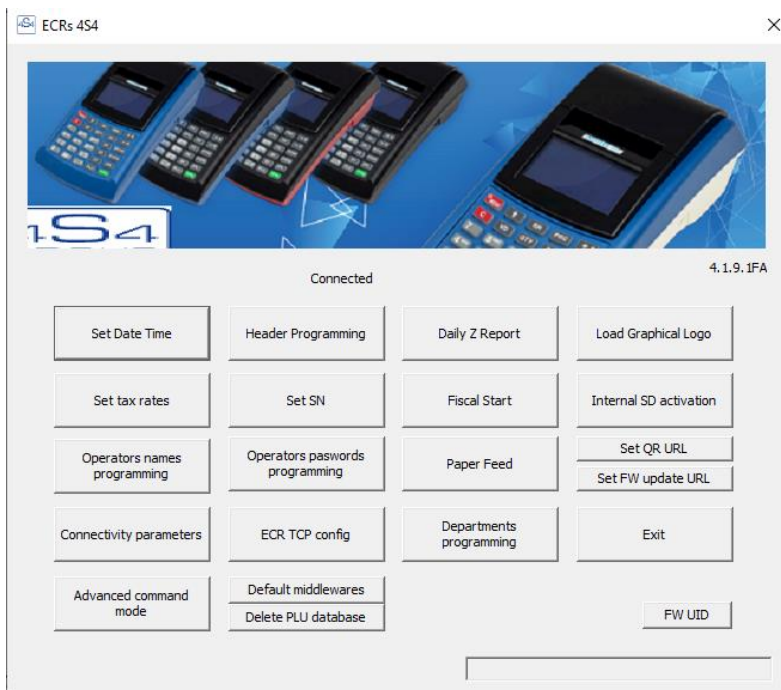 ECRs 4S4
4S4
Connected
4.1.9.1FA
Set Date Time
Header Programming
Daily Z Report
Load Graphical Logo
Set tax rates
Set SN
Fiscal Start
Internal SD activation
Operators names
programming
Operators paswords
programming
Paper Feed
Set QR URL
Set FW update URL
Connectivity parameters
ECR TCP config
Departments
programming
Exit
Advanced command
mode
Default middlewares
Delete PLU database
FW UID